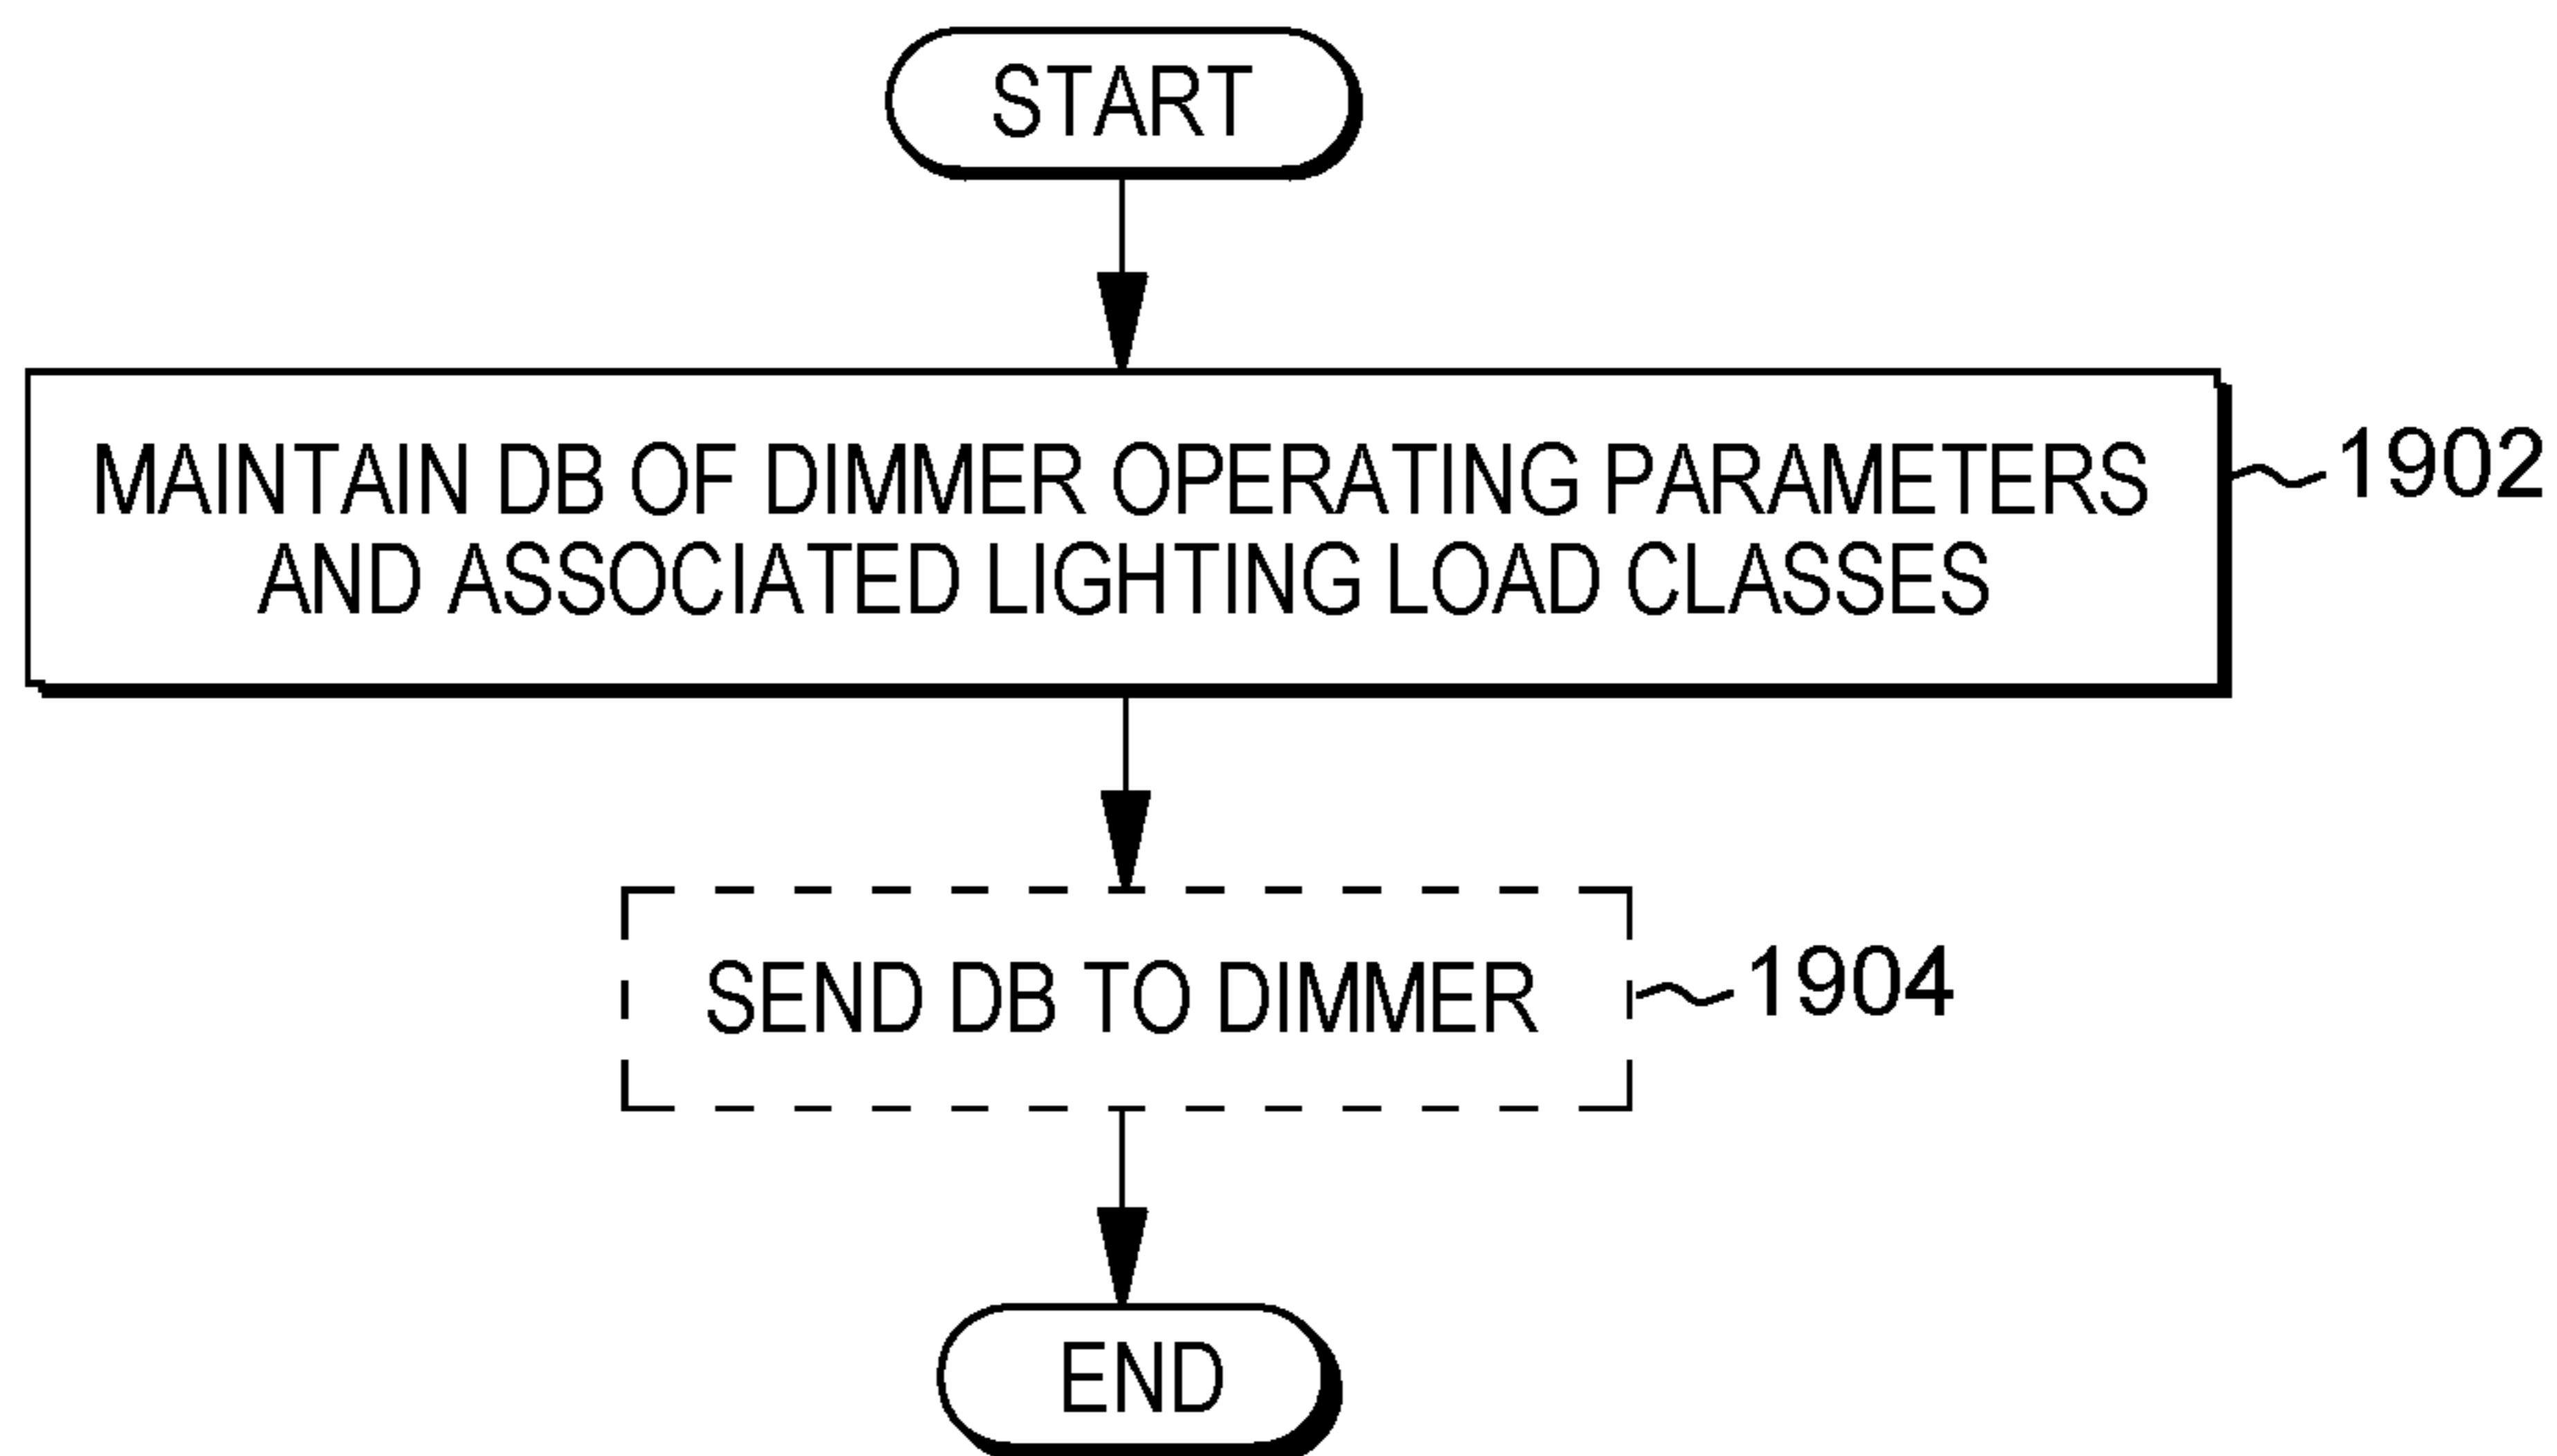 START
MAINTAIN DB OF DIMMER OPERATING PARAMETERS
AND ASSOCIATED LIGHTING LOAD CLASSES
1902
SEND DB TO DIMMER
1904
END